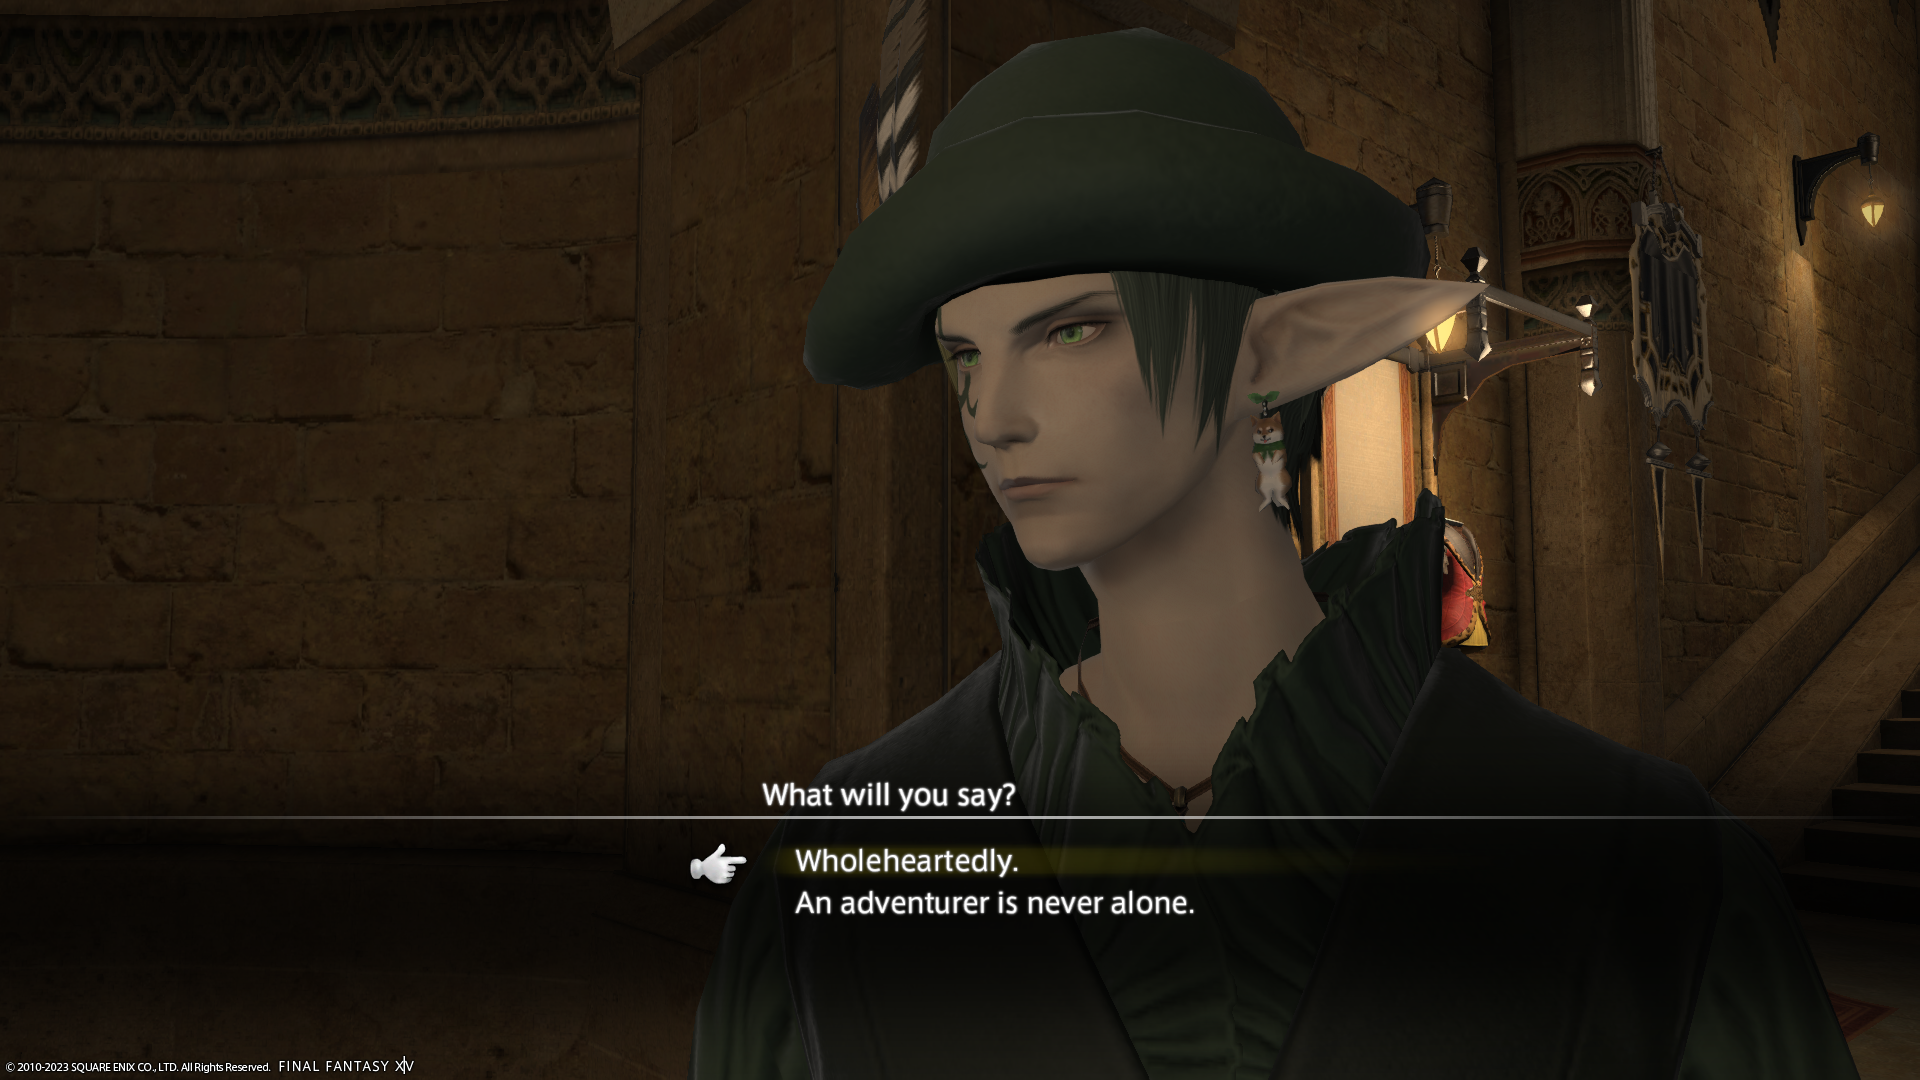 What will you say?
Wholeheartedly.
An adventurer is never alone.
© 2010-2023 SQUARE ENIX CO., LTD. All Rights Reserved. FINAL FANTASY XIV